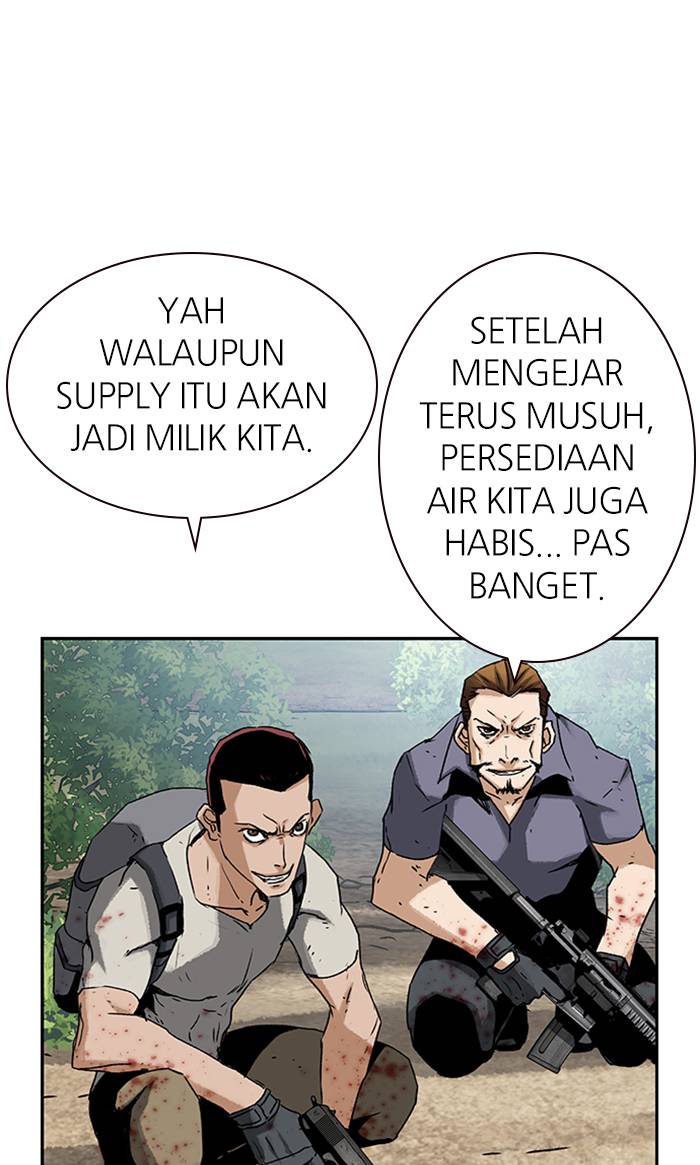 YAH
WALAUPUN
SUPPLY ITU AKAN
JADI MILIK KITA.
SETELAH
MENGEJAR
TERUS MUSUH,
PERSEDIAAN
AIR KITA JUGA
HABIS... PAS
BANGET.